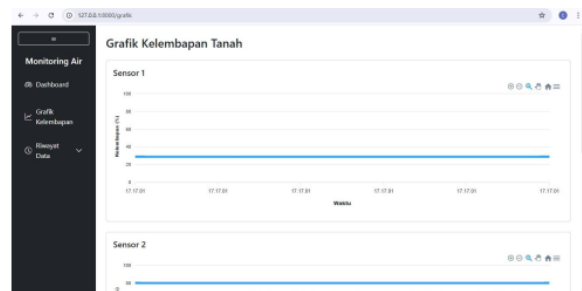 127.0.0.1:8000/grafik
Monitoring Air
Dashboard
Grafik
Kelembapan
Riwayat
Data
Grafik Kelembapan Tanah
Sensor 1
100
80
60
40
20
0
Kelembapan (%)
17:17:01 17:17:01 17:17:01 17:17:01 17:17:01 17:17:01
Waktu
Sensor 2
100
80